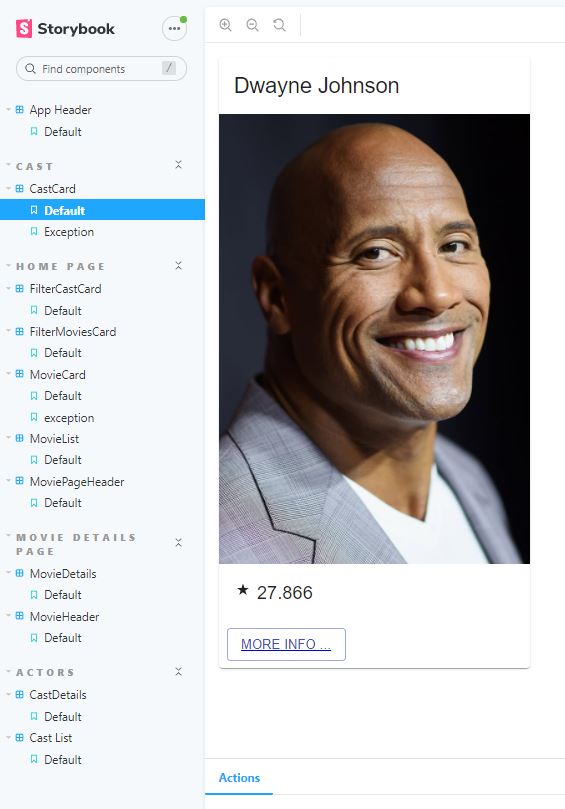 Storybook
Find components
/
App Header
Default
CAST
CastCard
Default
Exception
HOME PAGE
FilterCastCard
Default
FilterMoviesCard
Default
MovieCard
Default
exception
MovieList
Default
MoviePageHeader
Default
MOVIE DETAILS
PAGE
MovieDetails
Default
MovieHeader
Default
ACTORS
CastDetails
Default
Cast List
Default
Dwayne Johnson
27.866
MORE INFO ...
Actions